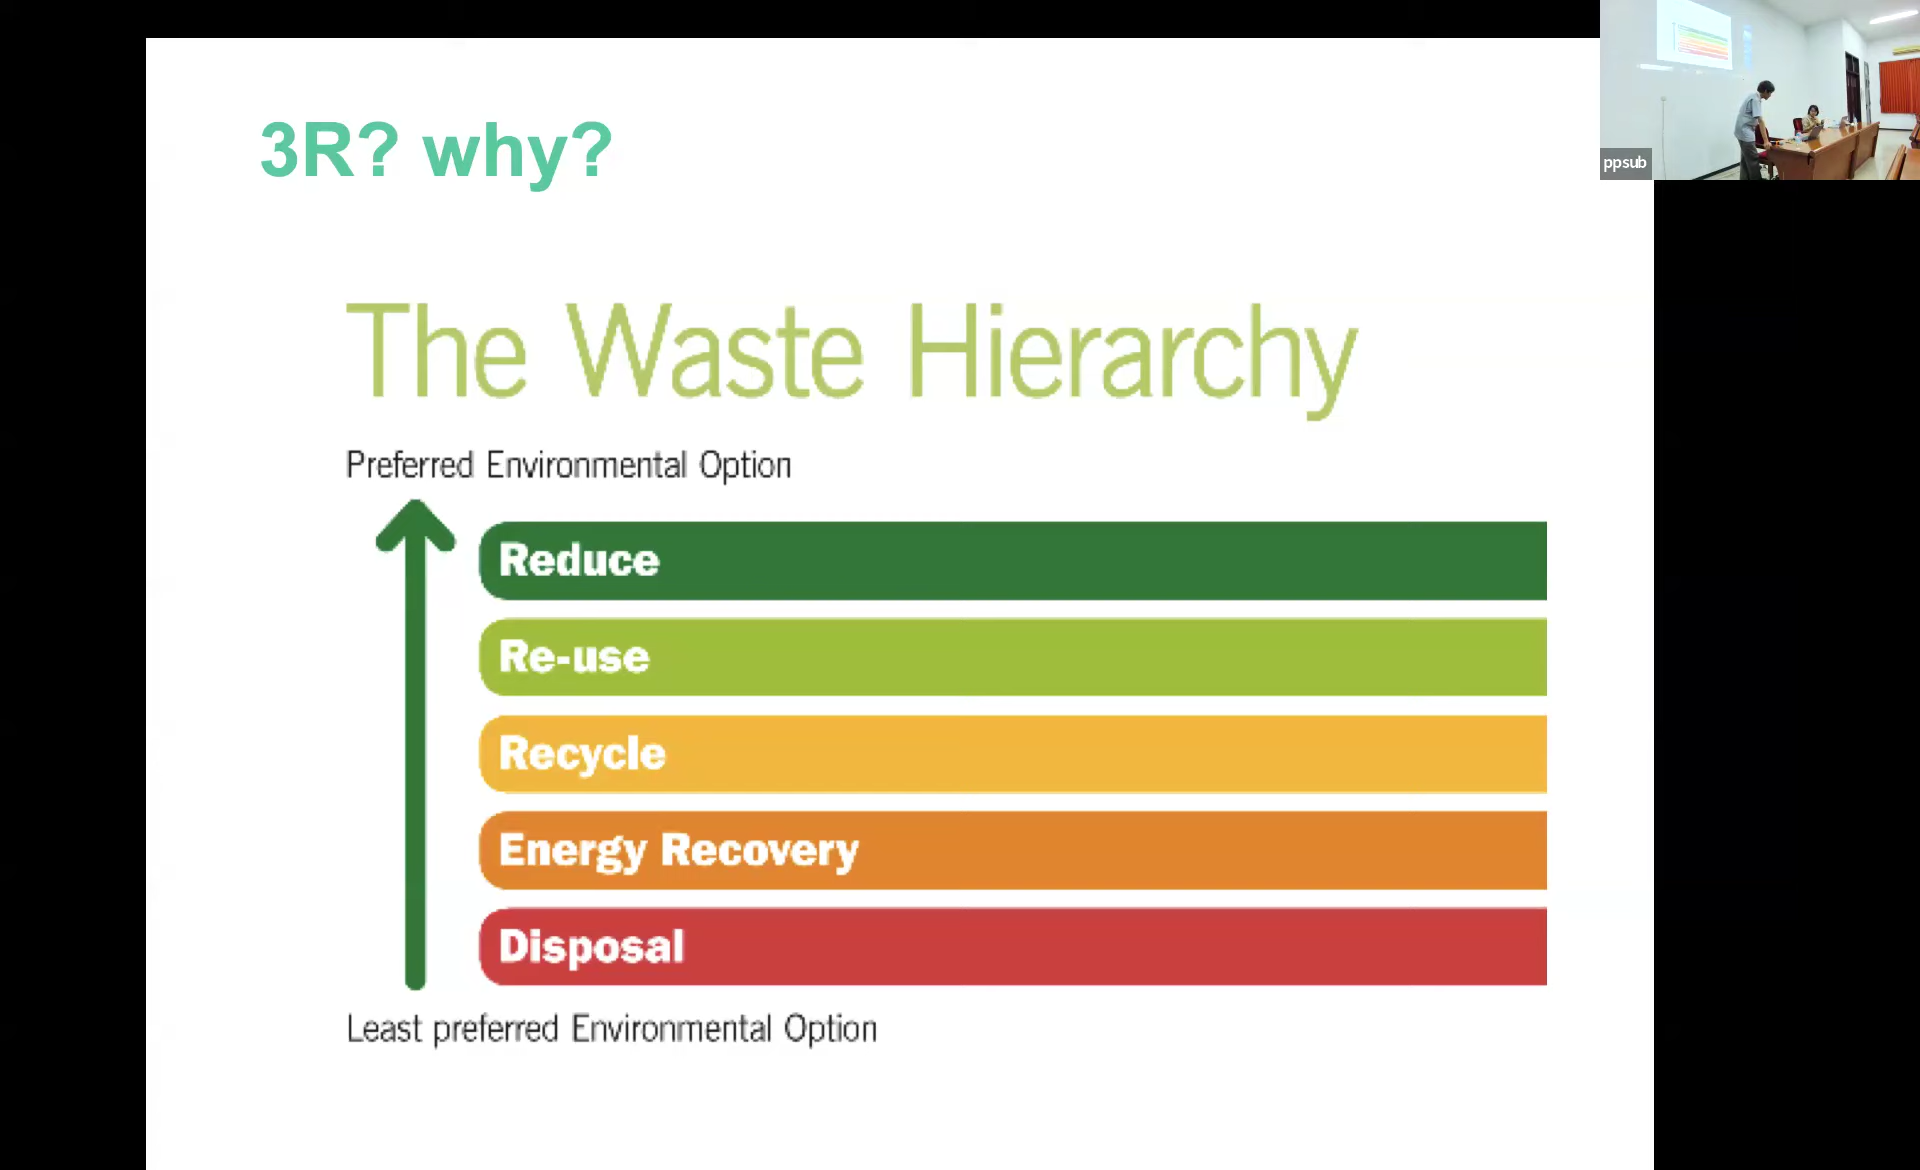 3R? why?
The Waste Hierarchy
Preferred Environmental Option
Reduce
Re-use
Recycle
Energy Recovery
Disposal
Least preferred Environmental Option
ppsub